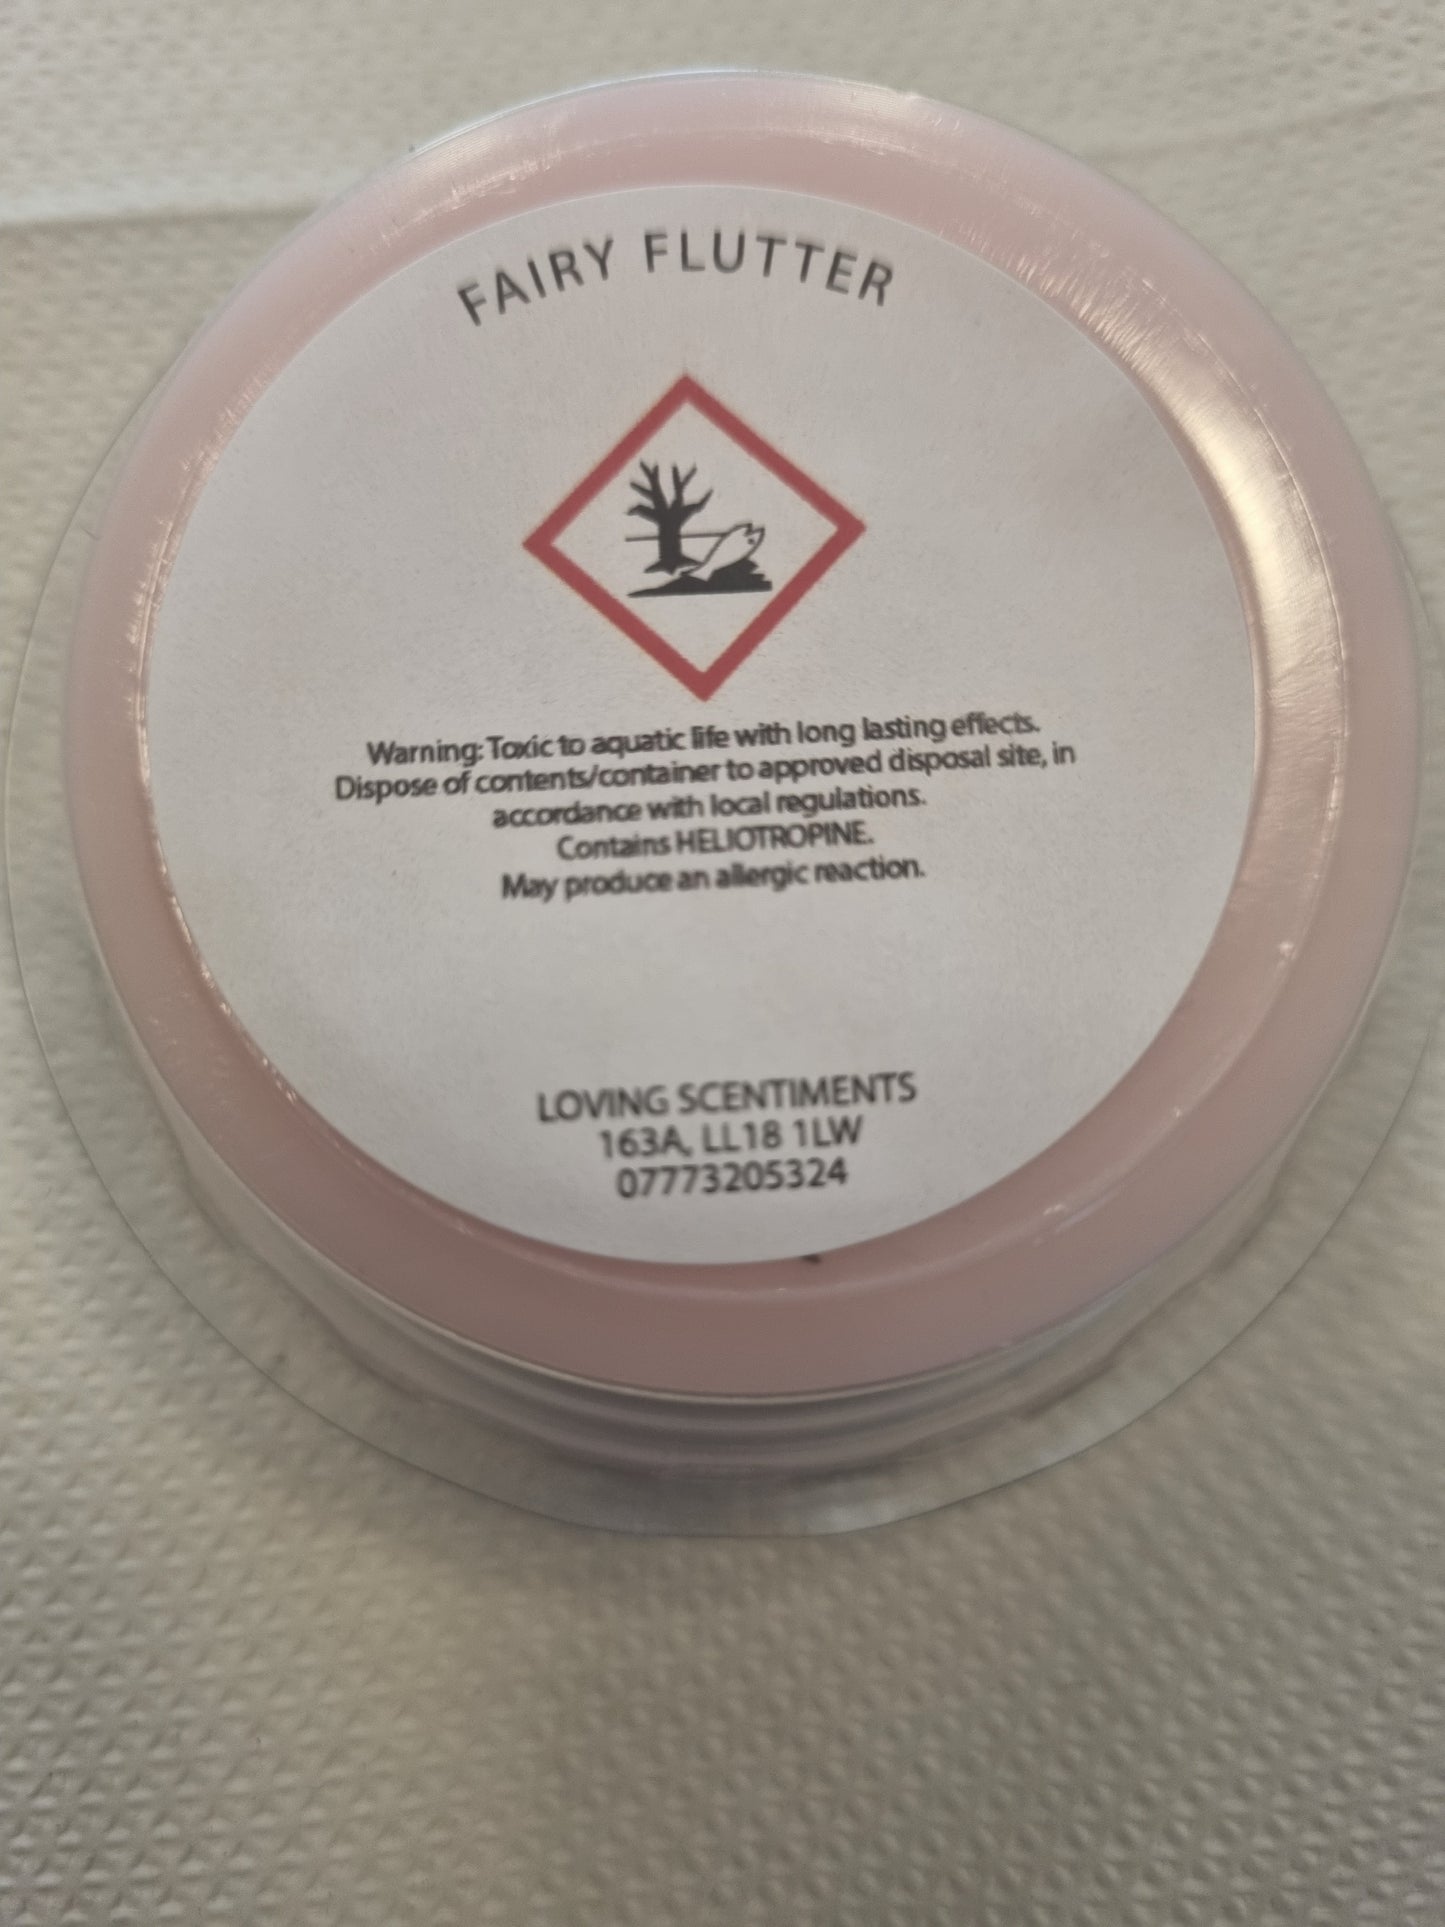 FAIRY FLUTTER
Warning: Toxic to aquatic life with long lasting effects.
Dispose of contents/container to approved disposal site, in
accordance with local regulations.
Contains HELIOTROPINE.
May produce an allergic reaction.
LOVING SCENTIMENTS
163A, LL18 1LW
07773205324